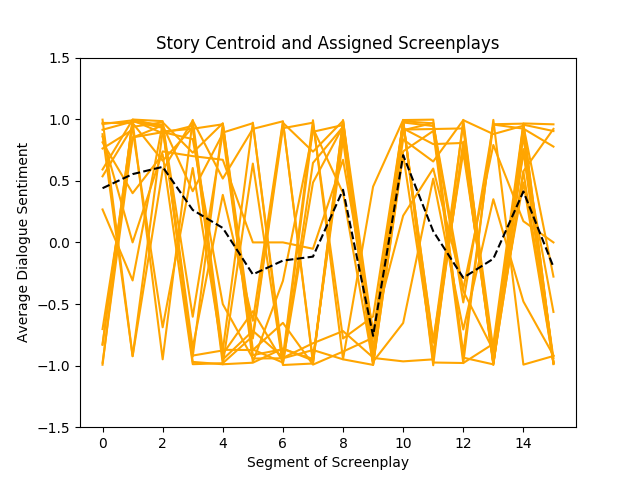 Story Centroid and Assigned Screenplays
1.5
1.0
0.5
0.0
−0.5
−1.0
−1.5
Average Dialogue Sentiment
0 2 4 6 8 10 12 14
Segment of Screenplay